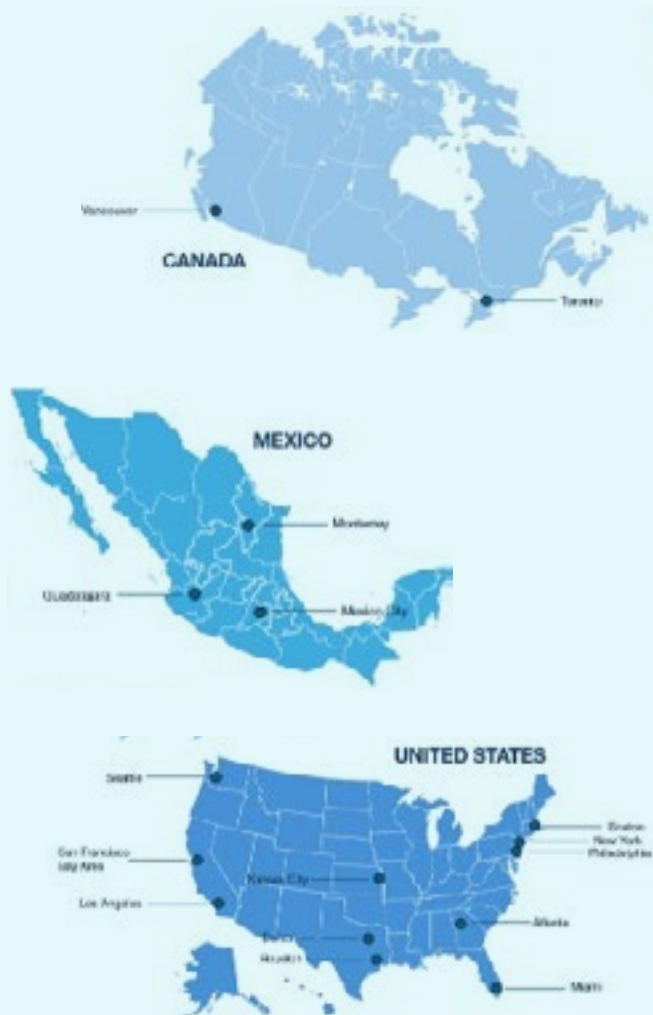 Vancouver
CANADA
Toronto
MEXICO
Monterrey
Guadalajara
Mexico City
UNITED STATES
Seattle
Boston
New York
Philadelphia
San Francisco
Bay Area
Kansas City
Los Angeles
Atlanta
Dallas
Houston
Miami